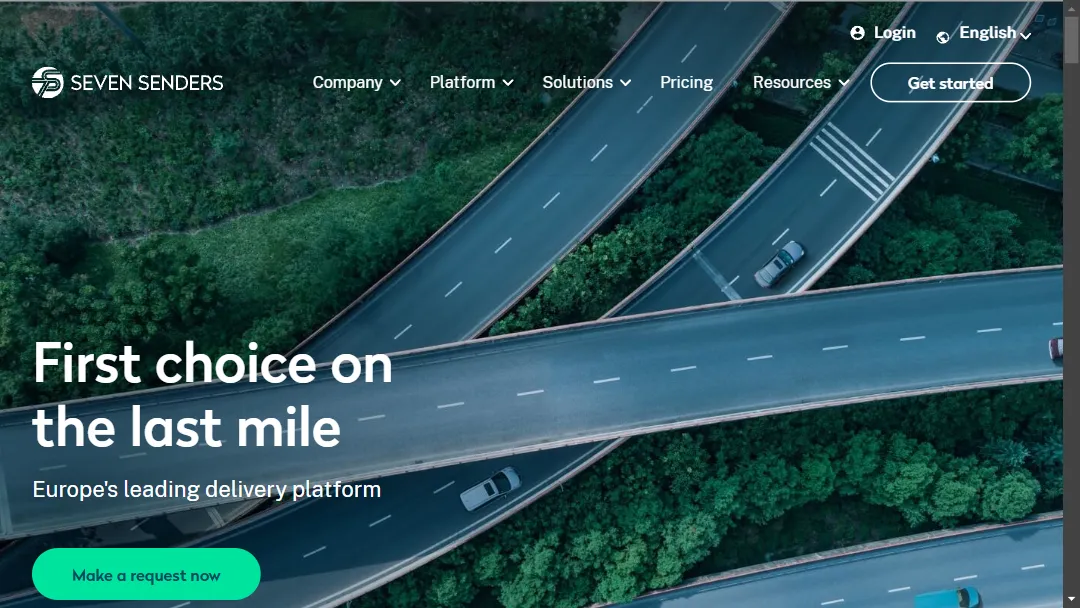 Login English
SEVEN SENDERS Company Platform Solutions Pricing Resources Get started
First choice on
the last mile
Europe's leading delivery platform
Make a request now